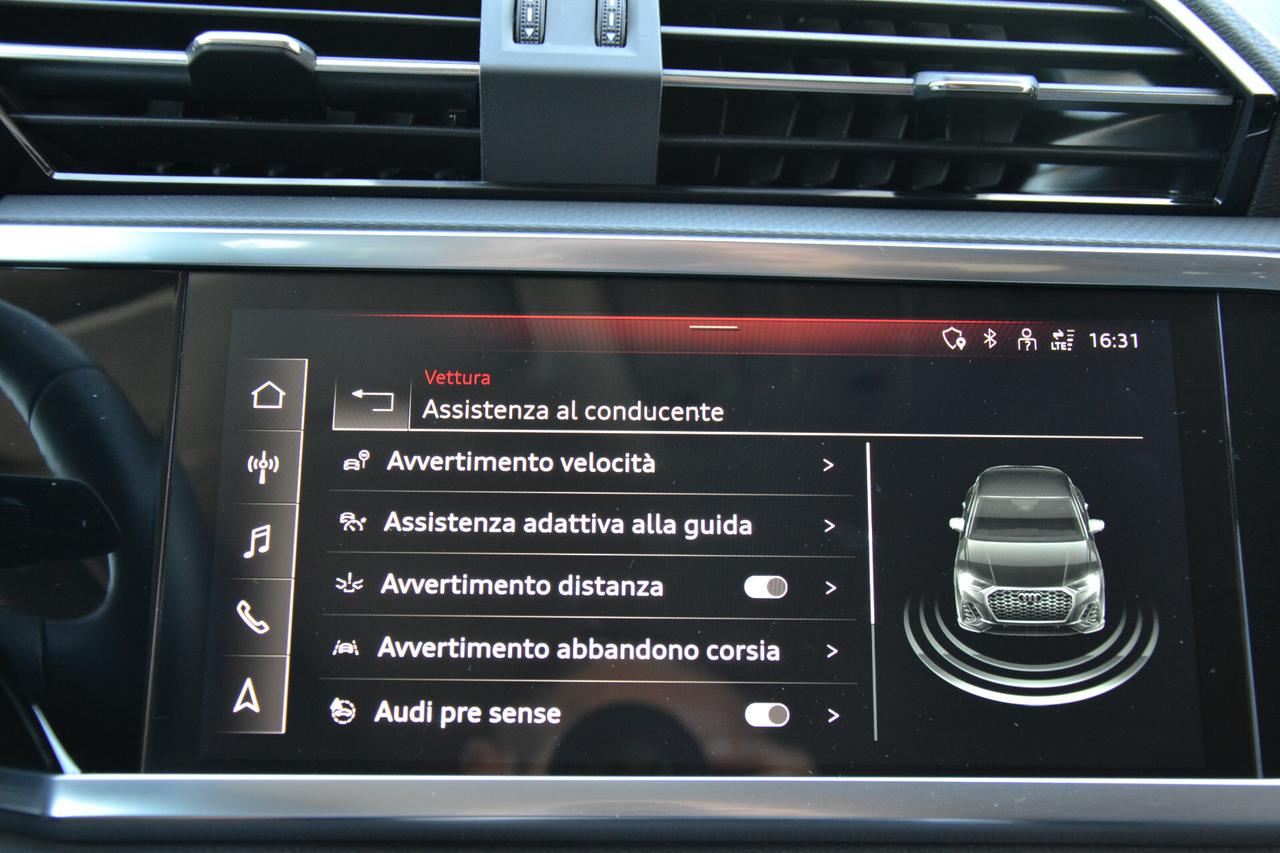 LTE 16:31
Vettura
Assistenza al conducente
Avvertimento velocità
Assistenza adattiva alla guida
Avvertimento distanza
Avvertimento abbandono corsia
Audi pre sense